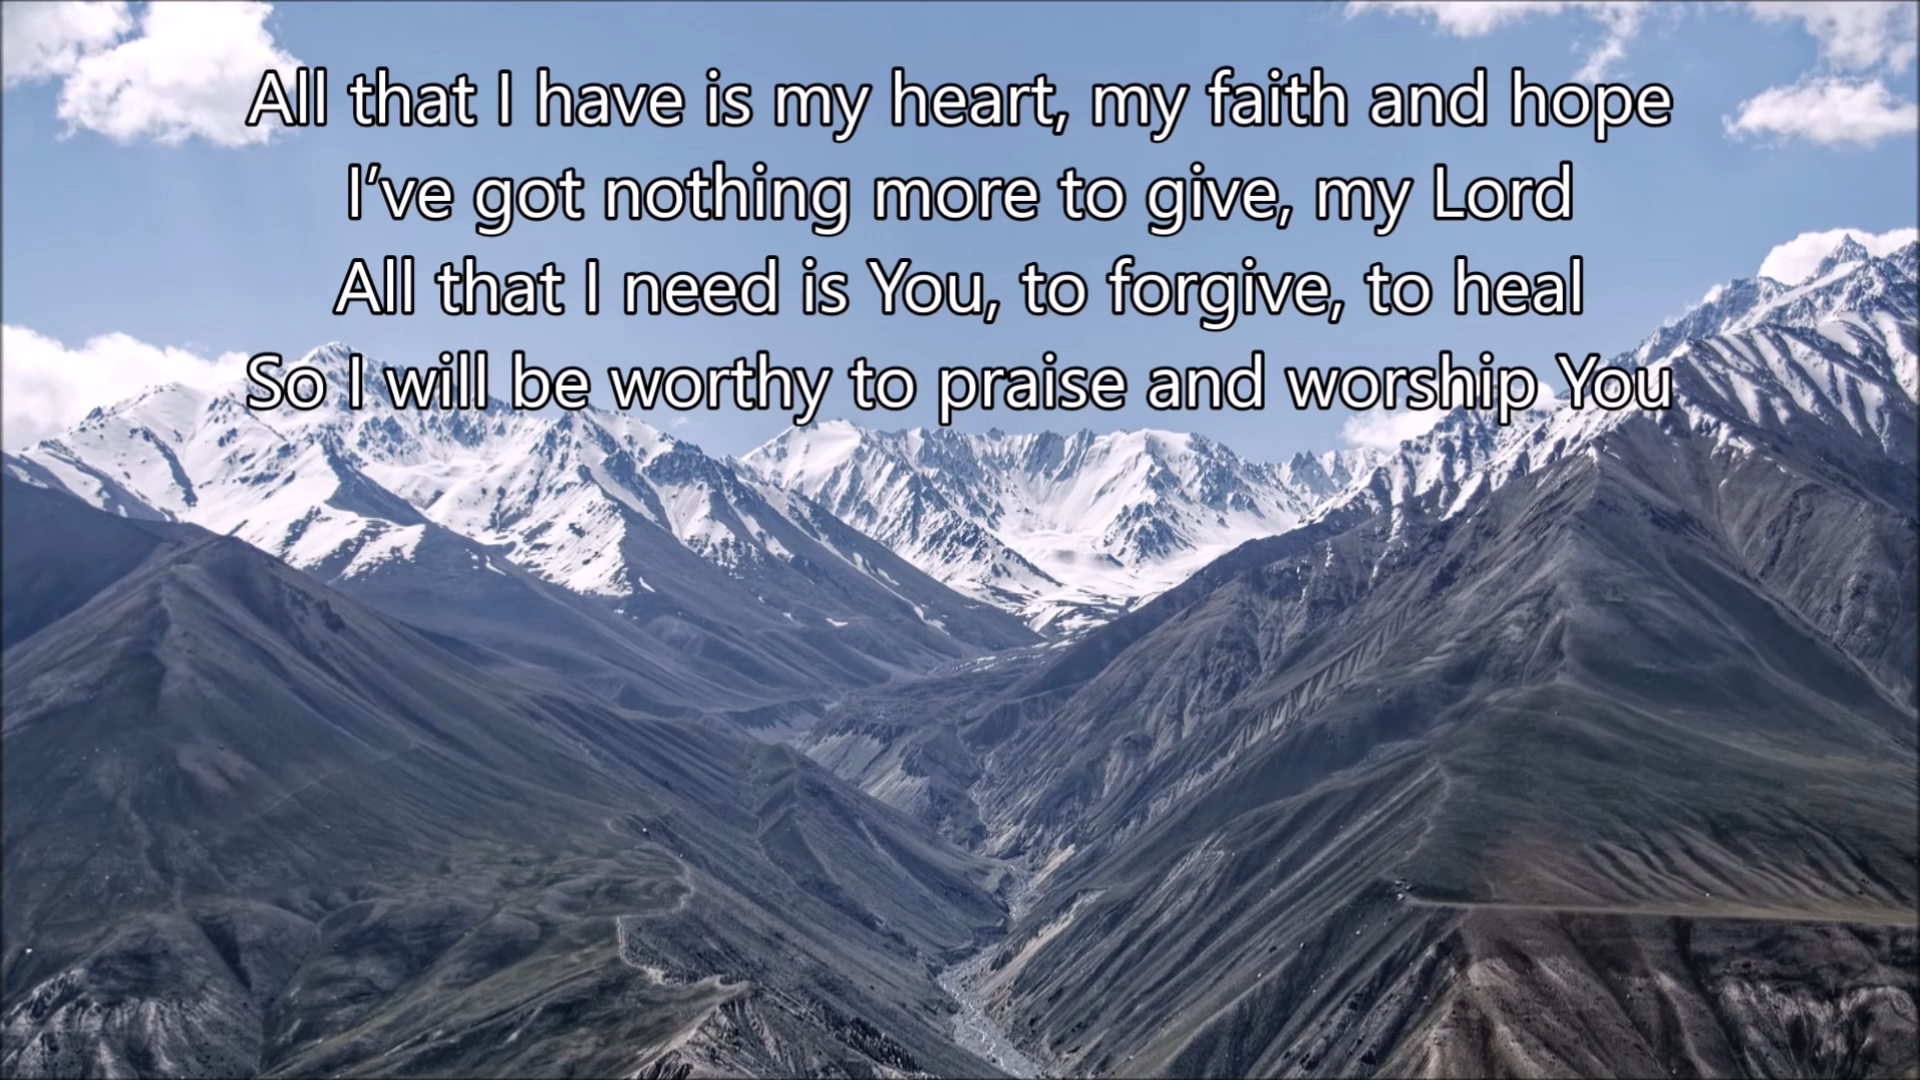 All that I have is my heart, my faith and hope
I’ve got nothing more to give, my Lord
All that I need is You, to forgive, to heal
So I will be worthy to praise and worship You